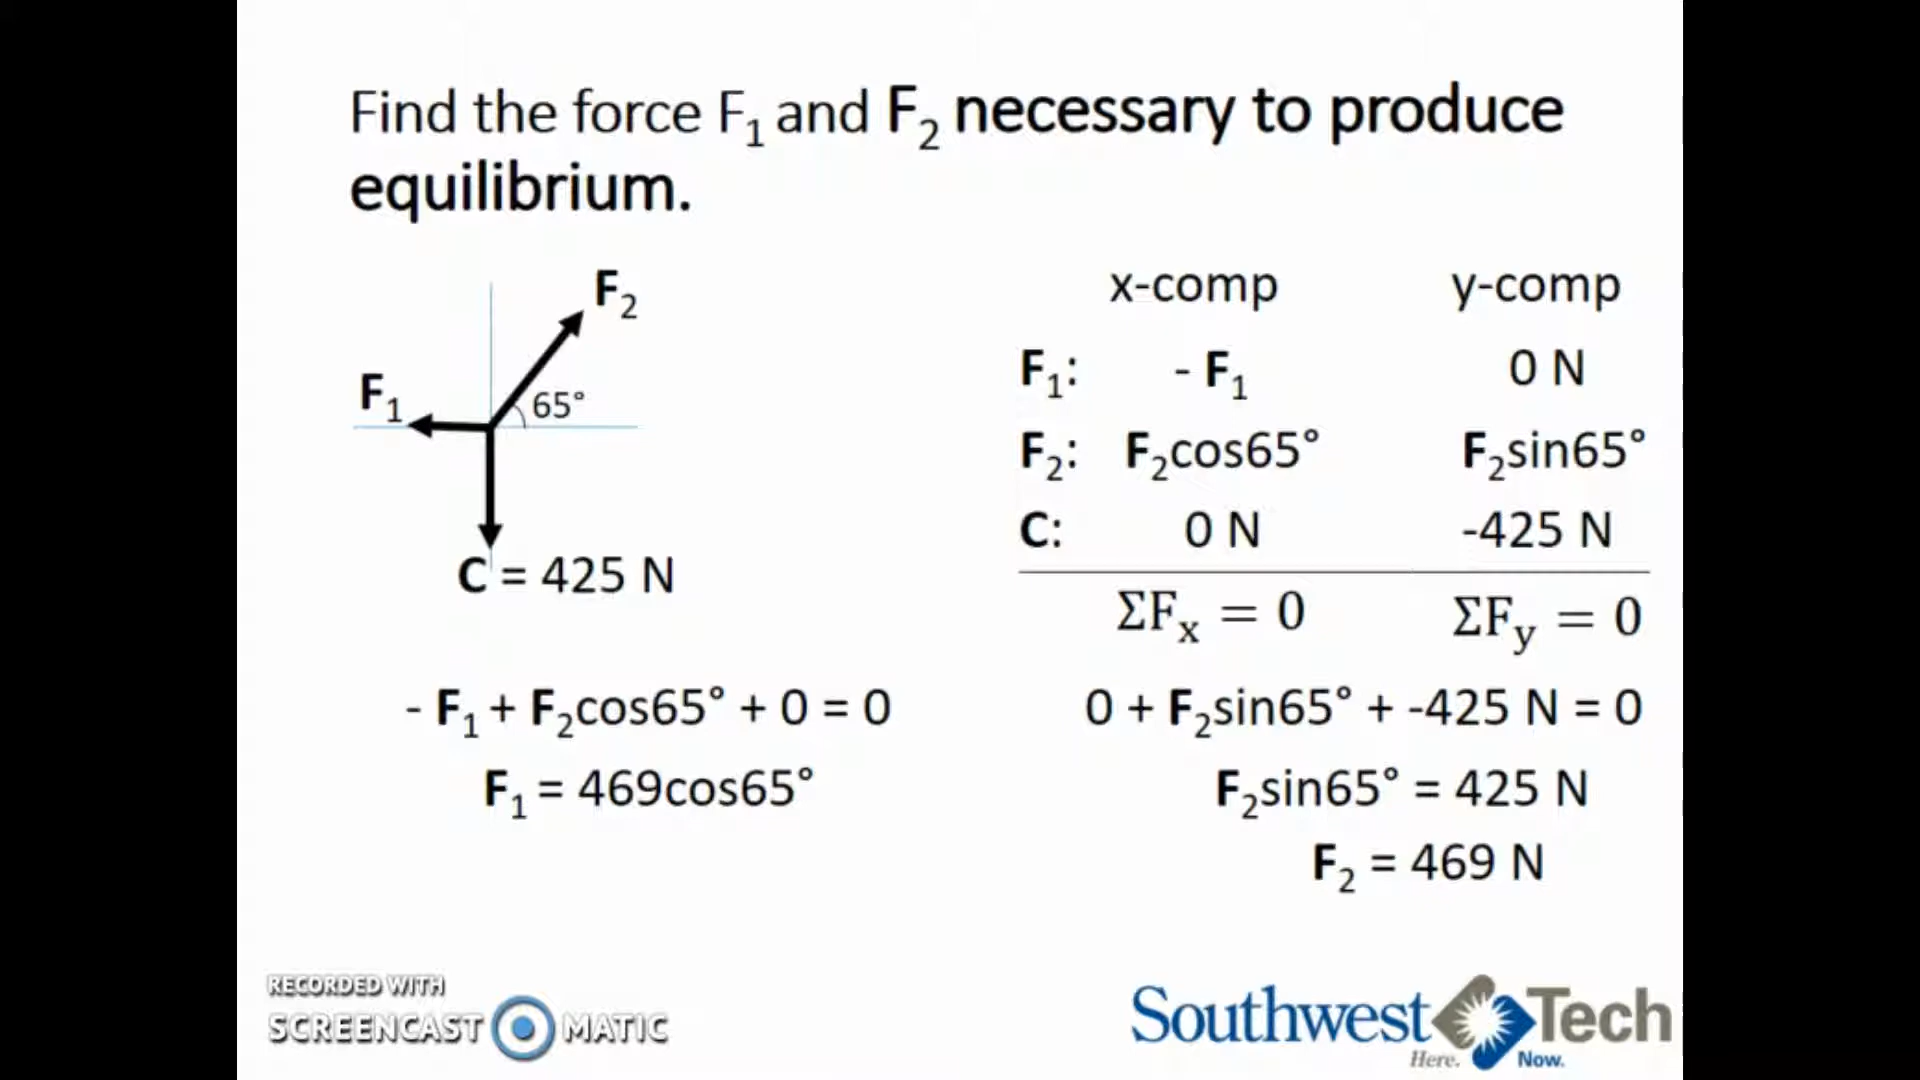 Find the force F₁ and F₂ necessary to produce
equilibrium.
F₂
F₁
65°
C = 425 N
x-comp y-comp
F₁: - F₁ 0 N
F₂: F₂cos65° F₂sin65°
C: 0 N -425 N
ΣFₓ = 0 ΣFy = 0
- F₁ + F₂cos65° + 0 = 0
F₁ = 469cos65°
0 + F₂sin65° + -425 N = 0
F₂sin65° = 425 N
F₂ = 469 N
RECORDED WITH
SCREENCAST MATIC
Southwest Tech
Here. Now.